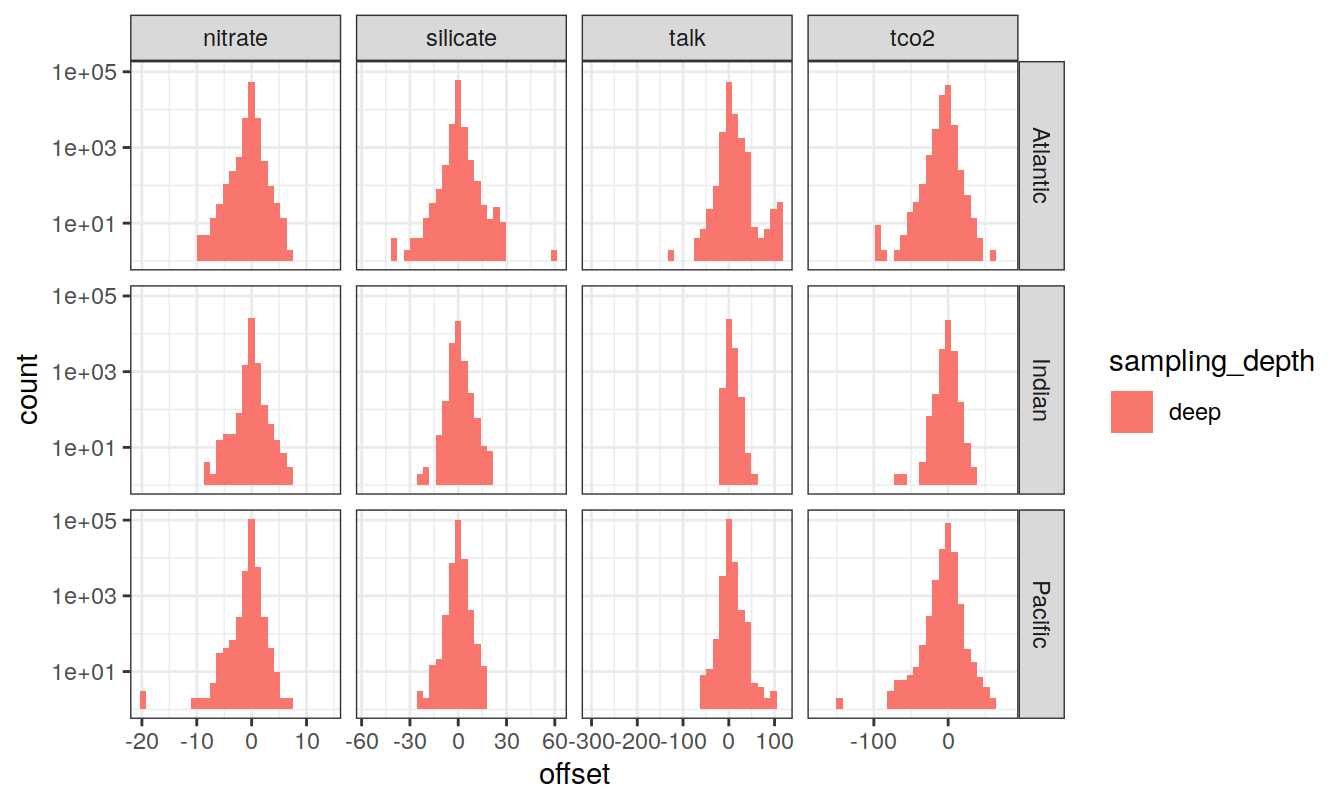 nitrate silicate talk tco2
1e+05
1e+03
1e+01
Atlantic
1e+05
1e+03
1e+01
Indian
1e+05
1e+03
1e+01
Pacific
-20 -10 0 10 -60 -30 0 30 60 -300 -200 -100 0 100 -100 0
offset
count
sampling_depth
deep